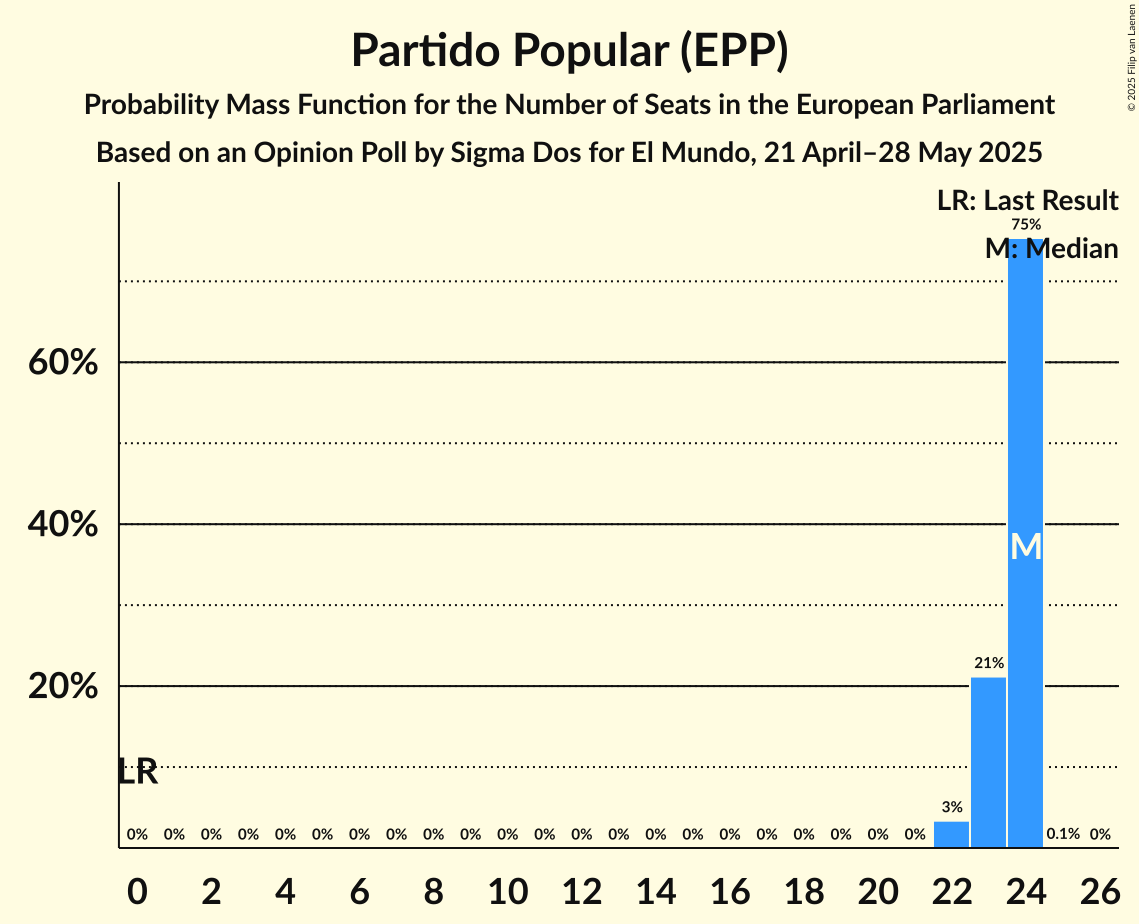 Partido Popular (EPP)
Probability Mass Function for the Number of Seats in the European Parliament
Based on an Opinion Poll by Sigma Dos for El Mundo, 21 April–28 May 2025
© 2025 Filip van Laenen
LR: Last Result
M: Median
75%
60%
40%
M
21%
20%
LR
3%
0% 0% 0% 0% 0% 0% 0% 0% 0% 0% 0% 0% 0% 0% 0% 0% 0% 0% 0% 0% 0% 0% 0.1% 0%
0 2 4 6 8 10 12 14 16 18 20 22 24 26